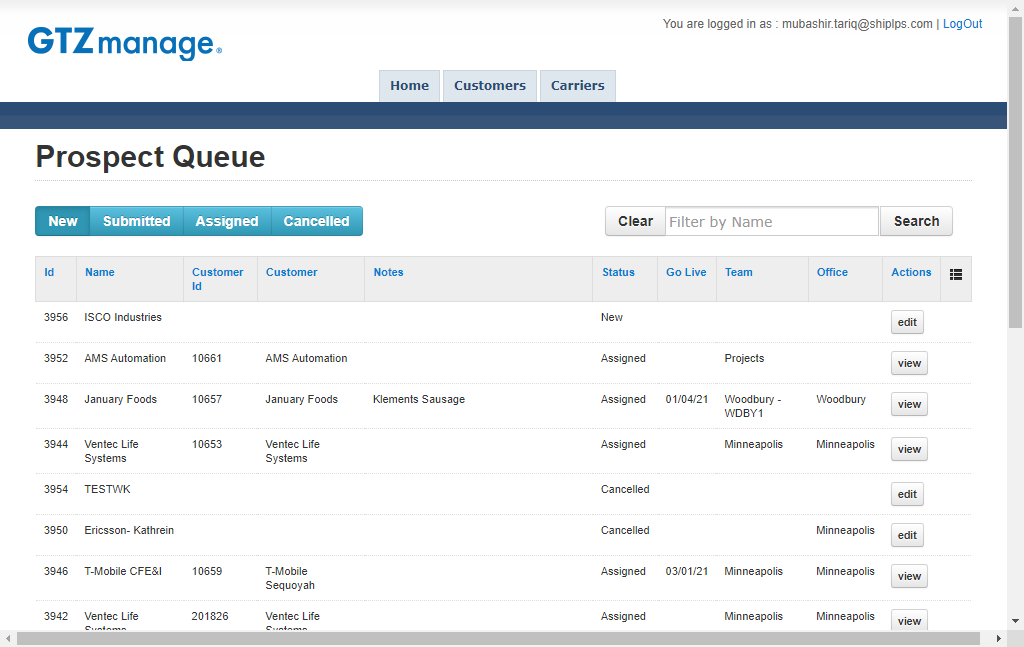 You are logged in as : mubashir.tariq@shiplps.com | LogOut
GTZmanage®
Home Customers Carriers
Prospect Queue
New Submitted Assigned Cancelled Clear Filter by Name Search
Id Name Customer Id Customer Notes Status Go Live Team Office Actions
3956 ISCO Industries New edit
3952 AMS Automation 10661 AMS Automation Assigned Projects view
3948 January Foods 10657 January Foods Klements Sausage Assigned 01/04/21 Woodbury - WDBY1 Woodbury view
3944 Ventec Life Systems 10653 Ventec Life Systems Assigned Minneapolis Minneapolis view
3954 TESTWK Cancelled edit
3950 Ericsson- Kathrein Cancelled Minneapolis edit
3946 T-Mobile CFE&I 10659 T-Mobile Sequoyah Assigned 03/01/21 Minneapolis Minneapolis view
3942 Ventec Life Systems 201826 Ventec Life Systems Assigned Minneapolis Minneapolis view